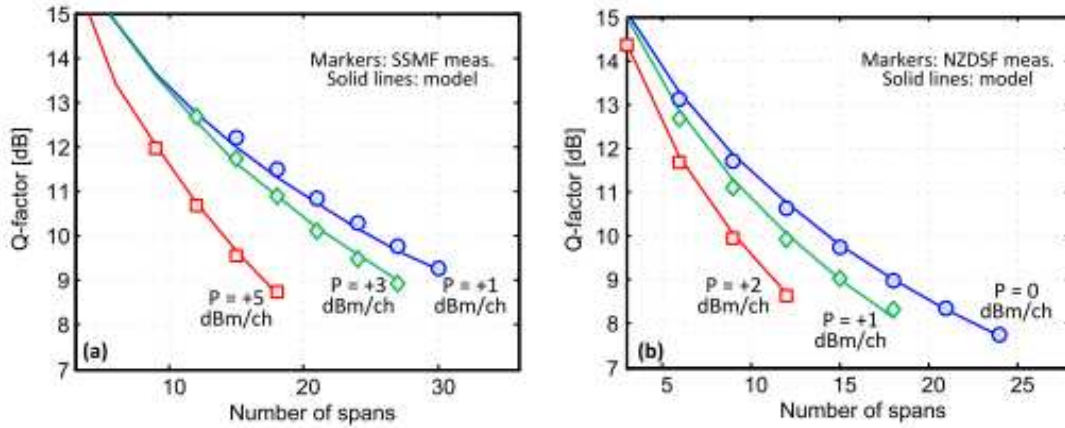 15
14
13
12
11
10
9
8
7
Q-factor [dB]
Markers: SSMF meas.
Solid lines: model
P = +5
dBm/ch
P = +3
dBm/ch
P = +1
dBm/ch
(a)
10
20
30
Number of spans
15
14
13
12
11
10
9
8
7
Q-factor [dB]
Markers: NZDSF meas.
Solid lines: model
P = +2
dBm/ch
P = +1
dBm/ch
P = 0
dBm/ch
(b)
5
10
15
20
25
Number of spans